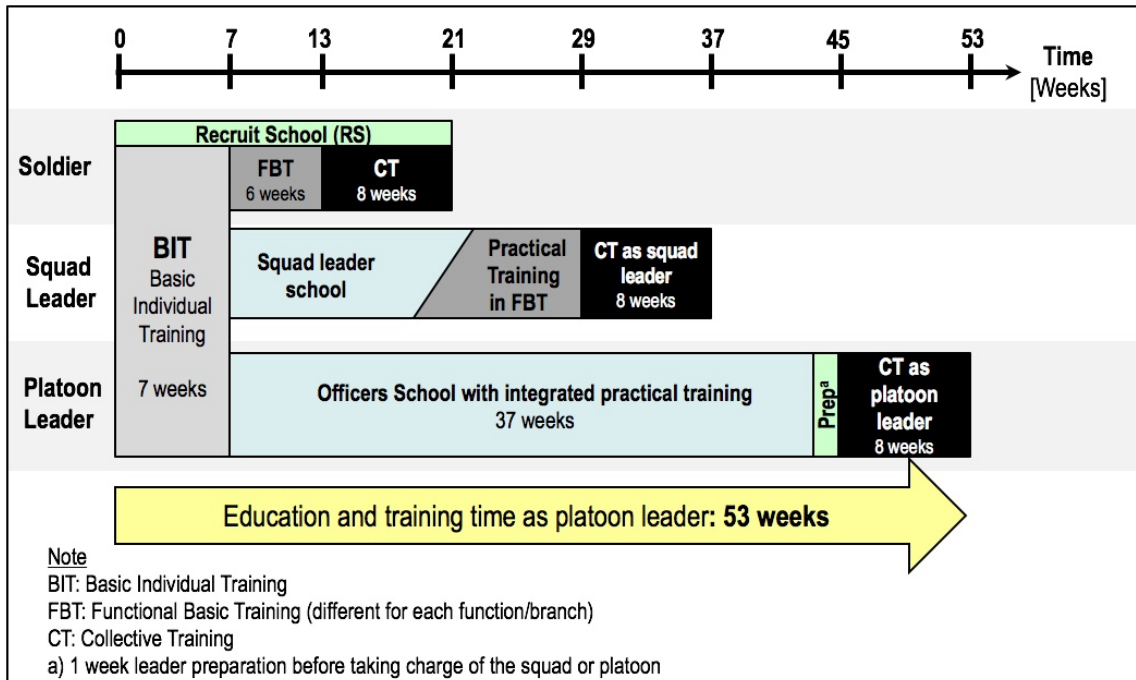 0 7 13 21 29 37 45 53
Time
[Weeks]
Recruit School (RS)
Soldier
FBT
6 weeks
CT
8 weeks
BIT
Basic
Individual
Training
7 weeks
Squad
Leader
Squad leader
school
Practical
Training
in FBT
CT as squad
leader
8 weeks
Platoon
Leader
Officers School with integrated practical training
37 weeks
Prepᵃ
CT as
platoon
leader
8 weeks
Education and training time as platoon leader: 53 weeks
Note
BIT: Basic Individual Training
FBT: Functional Basic Training (different for each function/branch)
CT: Collective Training
a) 1 week leader preparation before taking charge of the squad or platoon